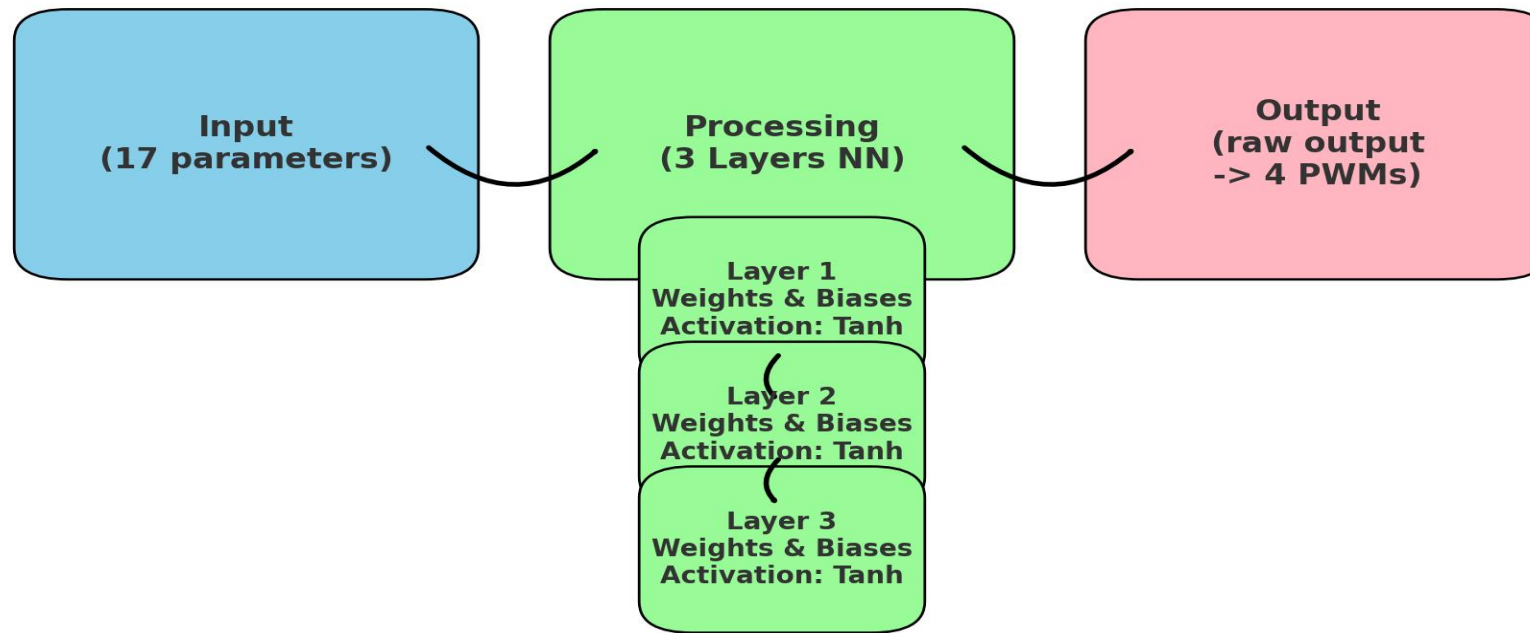 Input
(17 parameters)
Processing
(3 Layers NN)
Output
(raw output
-> 4 PWMs)
Layer 1
Weights & Biases
Activation: Tanh
Layer 2
Weights & Biases
Activation: Tanh
Layer 3
Weights & Biases
Activation: Tanh